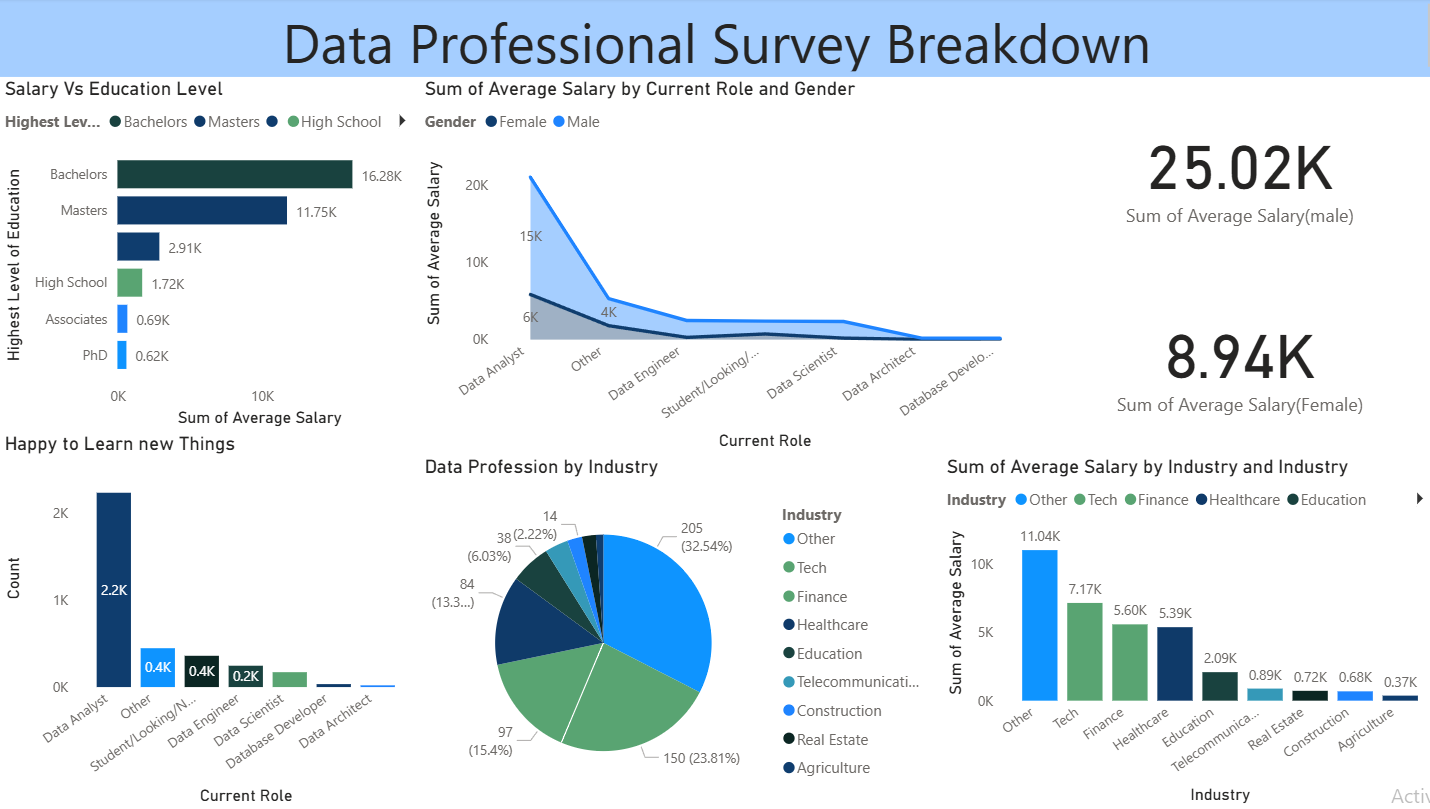 Data Professional Survey Breakdown
Salary Vs Education Level
Highest Lev... Bachelors Masters High School
Highest Level of Education
Bachelors 16.28K
Masters 11.75K
2.91K
High School 1.72K
Associates 0.69K
PhD 0.62K
0K 10K
Sum of Average Salary
Sum of Average Salary by Current Role and Gender
Gender Female Male
Sum of Average Salary
20K
15K
10K
6K
4K
0K
Data Analyst
Other
Data Engineer
Student/Looking/...
Data Scientist
Data Architect
Database Develo...
Current Role
25.02K
Sum of Average Salary(male)
8.94K
Sum of Average Salary(Female)
Happy to Learn new Things
Count
2K
1K
0K
2.2K
0.4K
0.4K
0.2K
Data Analyst
Other
Student/Looking/N...
Data Engineer
Data Scientist
Database Developer
Data Architect
Current Role
Data Profession by Industry
205
(32.54%)
150 (23.81%)
97
(15.4%)
84
(13.3...)
38
(6.03%)
14
(2.22%)
Industry
Other
Tech
Finance
Healthcare
Education
Telecommunicati...
Construction
Real Estate
Agriculture
Sum of Average Salary by Industry and Industry
Industry Other Tech Finance Healthcare Education
Sum of Average Salary
10K
5K
0K
11.04K
7.17K
5.60K
5.39K
2.09K
0.89K
0.72K
0.68K
0.37K
Other
Tech
Finance
Healthcare
Education
Telecommunica...
Real Estate
Construction
Agriculture
Industry
Activ